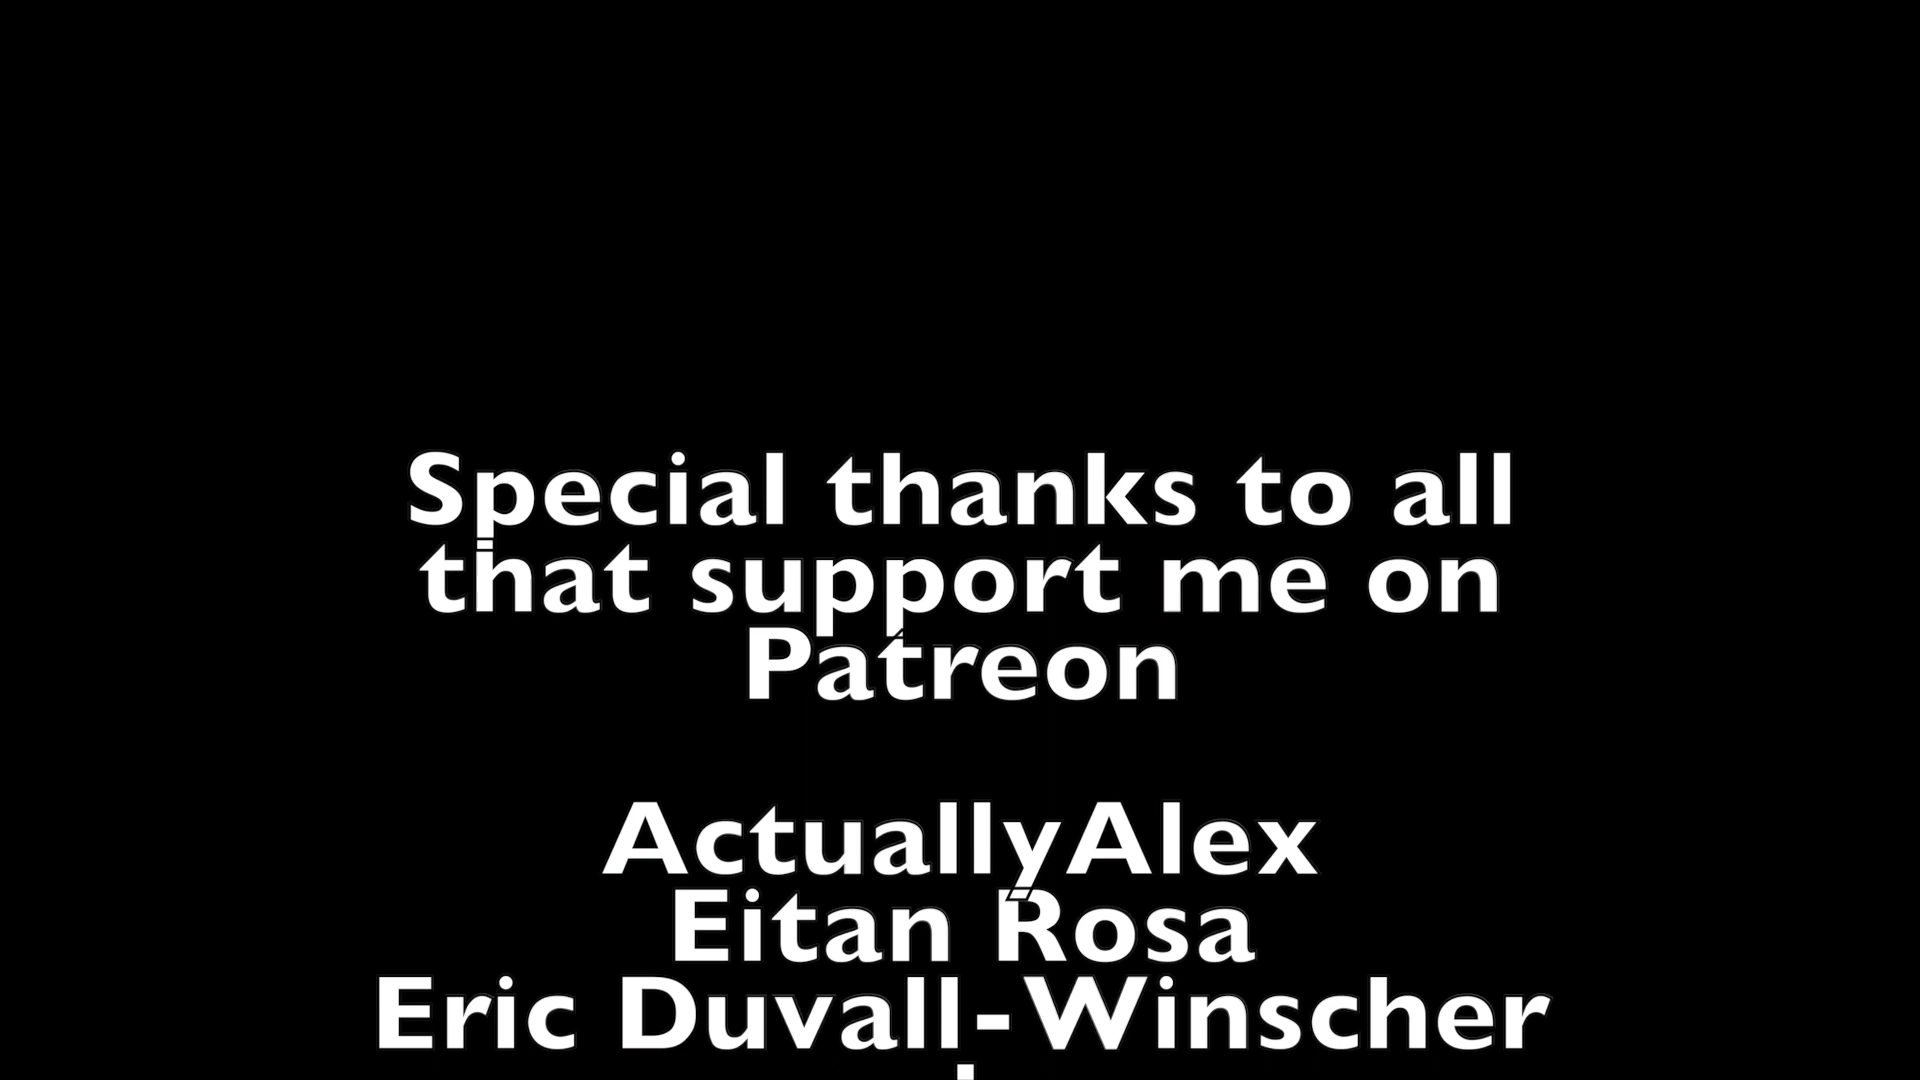 Special thanks to all
that support me on
Patreon
ActuallyAlex
Eitan Rosa
Eric Duvall-Winscher